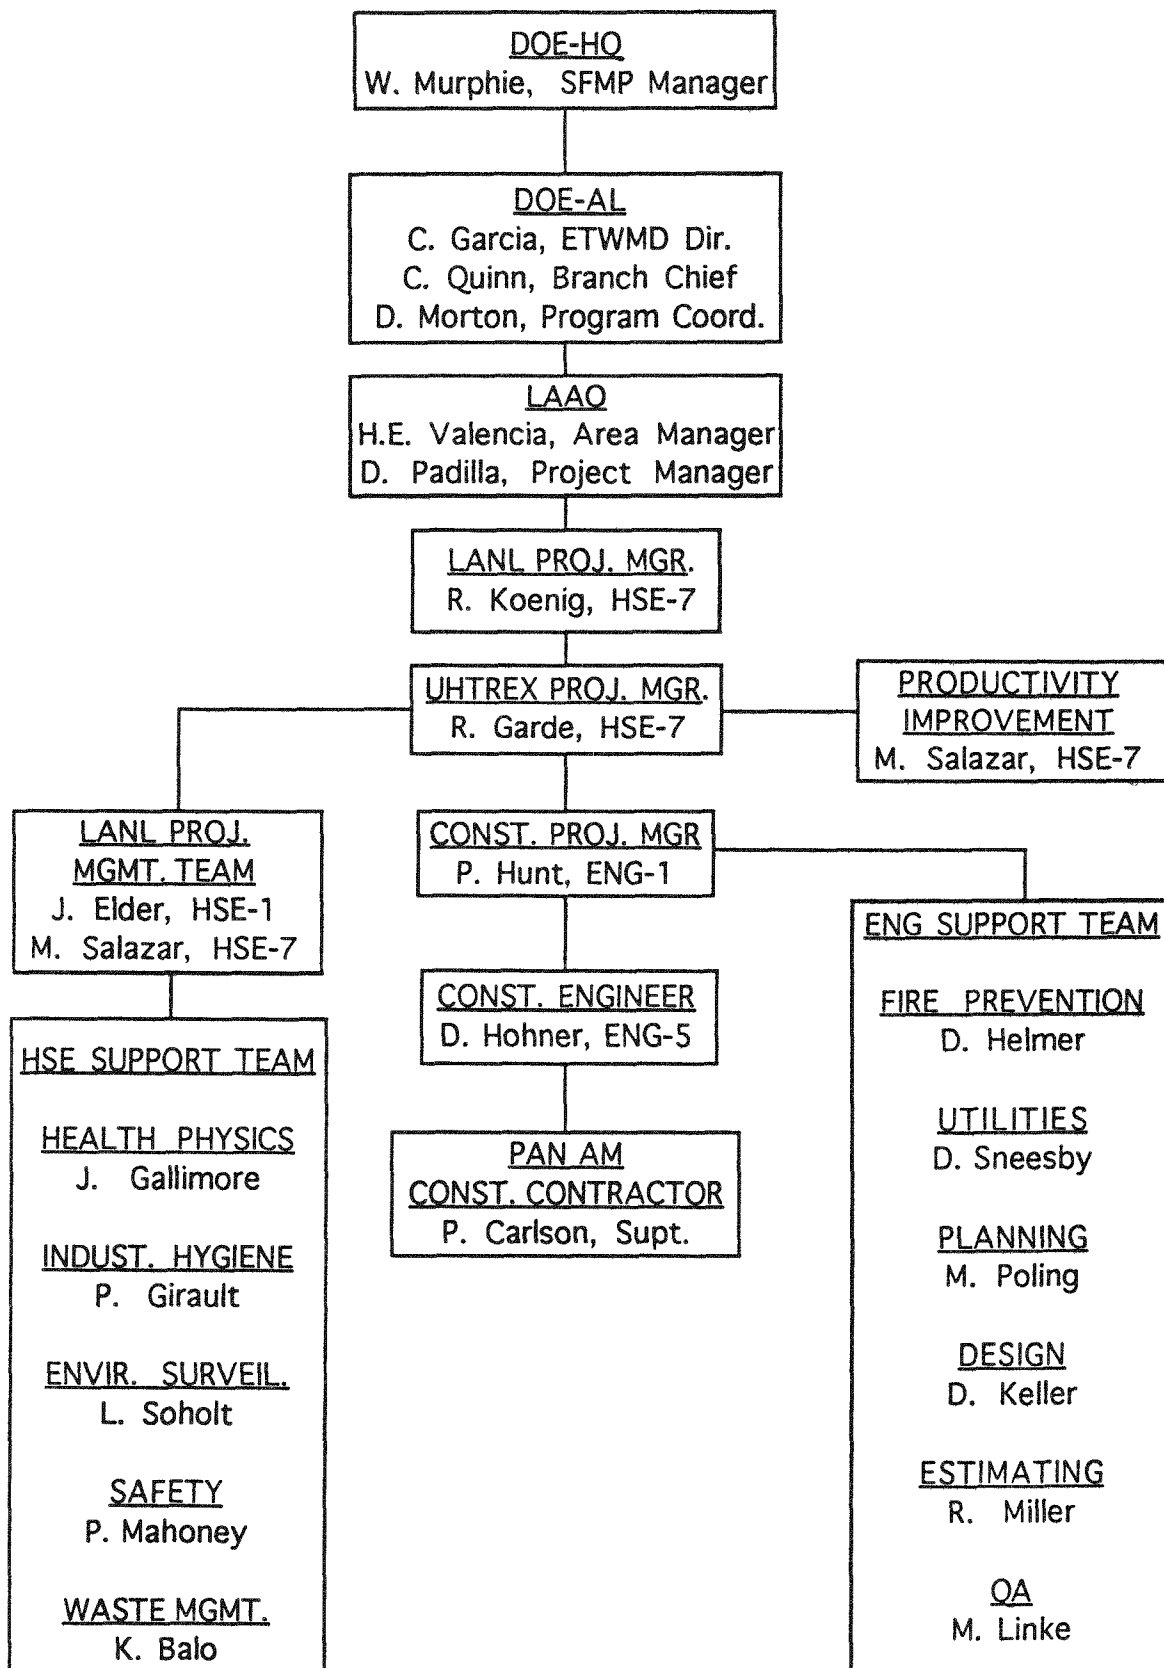 DOE-HQ
W. Murphie, SFMP Manager
DOE-AL
C. Garcia, ETWMD Dir.
C. Quinn, Branch Chief
D. Morton, Program Coord.
LAAO
H.E. Valencia, Area Manager
D. Padilla, Project Manager
LANL PROJ. MGR.
R. Koenig, HSE-7
UHTREX PROJ. MGR.
R. Garde, HSE-7
PRODUCTIVITY
IMPROVEMENT
M. Salazar, HSE-7
LANL PROJ.
MGMT. TEAM
J. Elder, HSE-1
M. Salazar, HSE-7
CONST. PROJ. MGR
P. Hunt, ENG-1
CONST. ENGINEER
D. Hohner, ENG-5
PAN AM
CONST. CONTRACTOR
P. Carlson, Supt.
HSE SUPPORT TEAM
HEALTH PHYSICS
J. Gallimore
INDUST. HYGIENE
P. Girault
ENVIR. SURVEIL.
L. Soholt
SAFETY
P. Mahoney
WASTE MGMT.
K. Balo
ENG SUPPORT TEAM
FIRE PREVENTION
D. Helmer
UTILITIES
D. Sneesby
PLANNING
M. Poling
DESIGN
D. Keller
ESTIMATING
R. Miller
QA
M. Linke